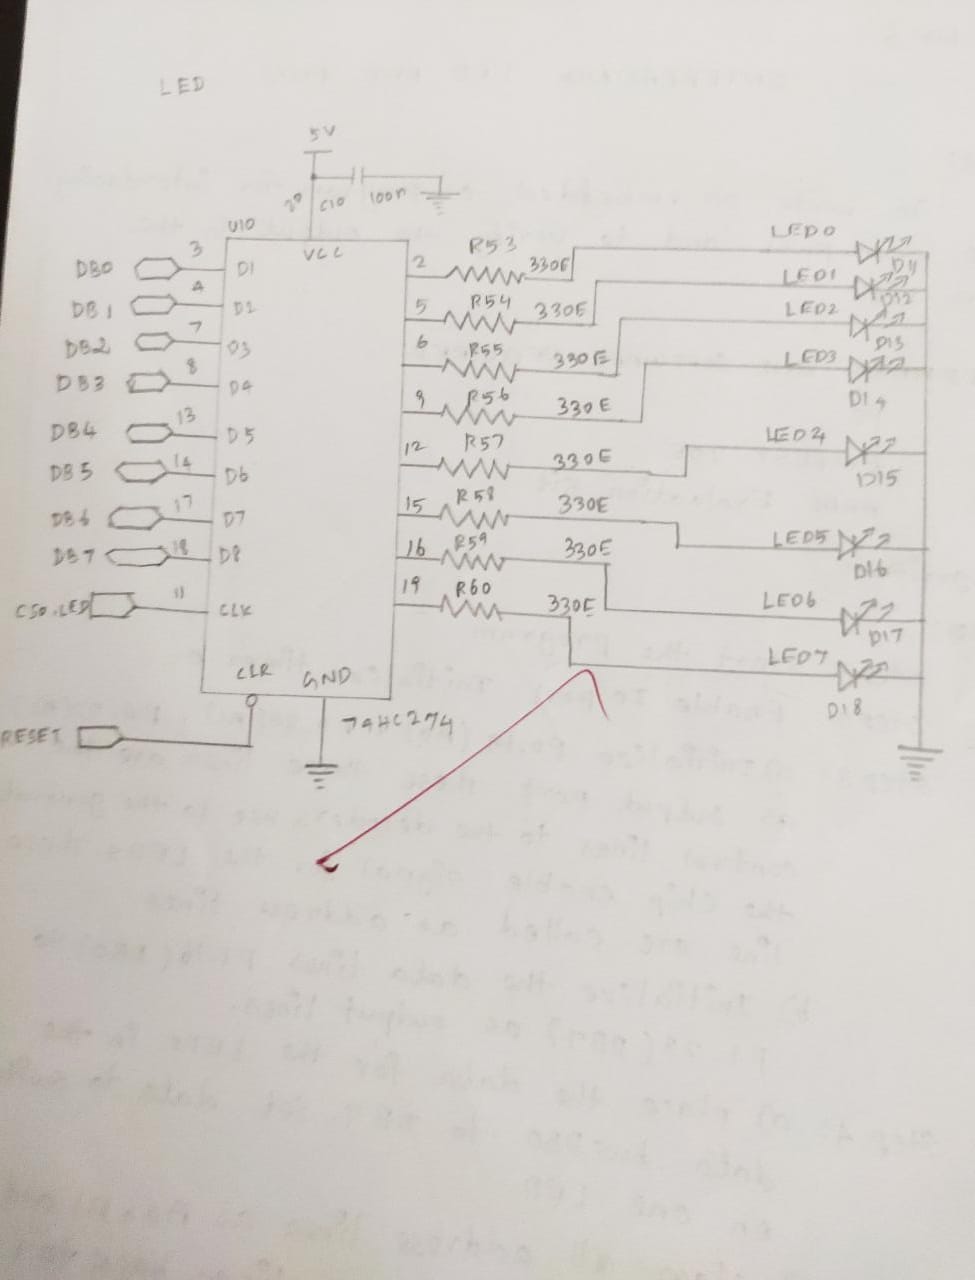 LED
5V
20 C10 100n
U10
VCC
DB0 3 D1 2 R53 330E LED0 D11
DB1 4 D2 5 R54 330E LED1 D12
DB2 7 D3 6 R55 330E LED2 D13
DB3 8 D4 9 R56 330E LED3 D14
DB4 13 D5 12 R57 330E LED4 D15
DB5 14 D6 15 R58 330E LED5 D16
DB6 17 D7 16 R59 330E LED6 D17
DB7 18 D8 19 R60 330E LED7 D18
CS0.LED 11 CLK
CLR GND
RESET 74HC274